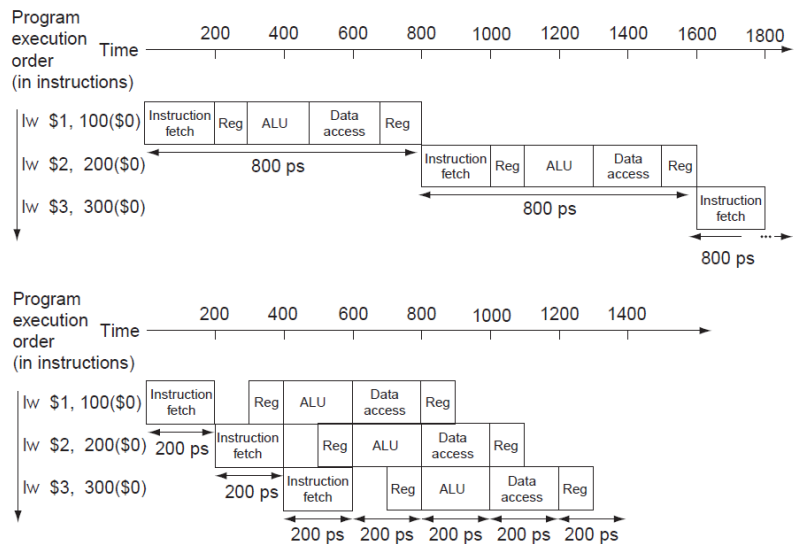 Program
execution
order
(in instructions)
Time
200 400 600 800 1000 1200 1400 1600 1800
lw $1, 100($0)
Instruction
fetch
Reg
ALU
Data
access
Reg
800 ps
lw $2, 200($0)
Instruction
fetch
Reg
ALU
Data
access
Reg
800 ps
lw $3, 300($0)
Instruction
fetch
...
800 ps
Program
execution
order
(in instructions)
Time
200 400 600 800 1000 1200 1400
lw $1, 100($0)
Instruction
fetch
Reg
ALU
Data
access
Reg
lw $2, 200($0)
200 ps
Instruction
fetch
Reg
ALU
Data
access
Reg
lw $3, 300($0)
200 ps
Instruction
fetch
Reg
ALU
Data
access
Reg
200 ps 200 ps 200 ps 200 ps 200 ps